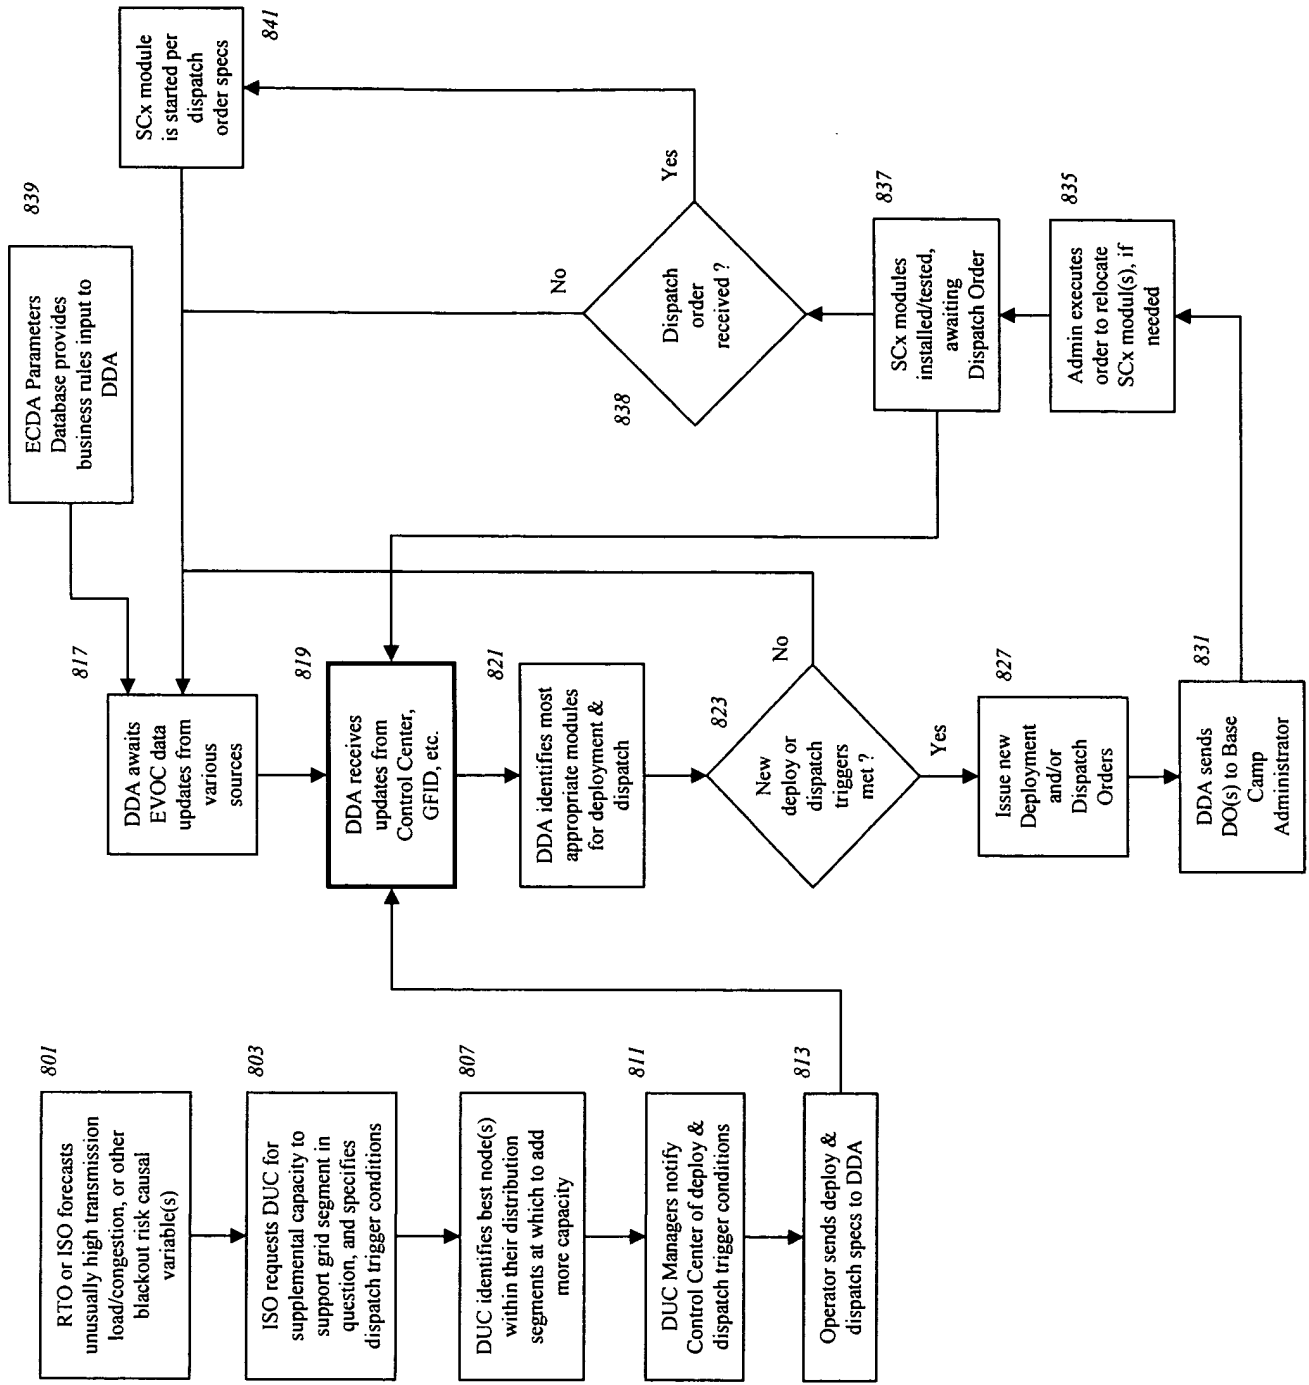 801
RTO or ISO forecasts
unusually high transmission
load/congestion, or other
blackout risk causal
variable(s)
803
ISO requests DUC for
supplemental capacity to
support grid segment in
question, and specifies
dispatch trigger conditions
807
DUC identifies best node(s)
within their distribution
segments at which to add
more capacity
811
DUC Managers notify
Control Center of deploy &
dispatch trigger conditions
813
Operator sends deploy &
dispatch specs to DDA
817
DDA awaits
EVOC data
updates from
various
sources
819
DDA receives
updates from
Control Center,
GFID, etc.
821
DDA identifies most
appropriate modules
for deployment &
dispatch
823
New
deploy or
dispatch
triggers
met ?
No
Yes
827
Issue new
Deployment
and/or
Dispatch
Orders
831
DDA sends
DO(s) to Base
Camp
Administrator
839
ECDA Parameters
Database provides
business rules input to
DDA
841
SCx module
is started per
dispatch
order specs
No
Yes
838
Dispatch
order
received ?
837
SCx modules
installed/tested,
awaiting
Dispatch Order
835
Admin executes
order to relocate
SCx modul(s), if
needed